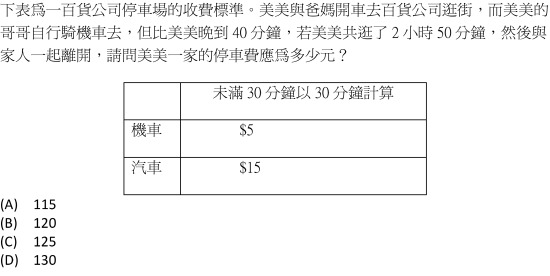 下表為一百貨公司停車場的收費標準。美美與爸媽開車去百貨公司逛街，而美美的
哥哥自行騎機車去，但比美美晚到 40 分鐘，若美美共逛了 2 小時 50 分鐘，然後與
家人一起離開，請問美美一家的停車費應為多少元？
未滿 30 分鐘以 30 分鐘計算
機車 $5
汽車 $15
(A) 115
(B) 120
(C) 125
(D) 130